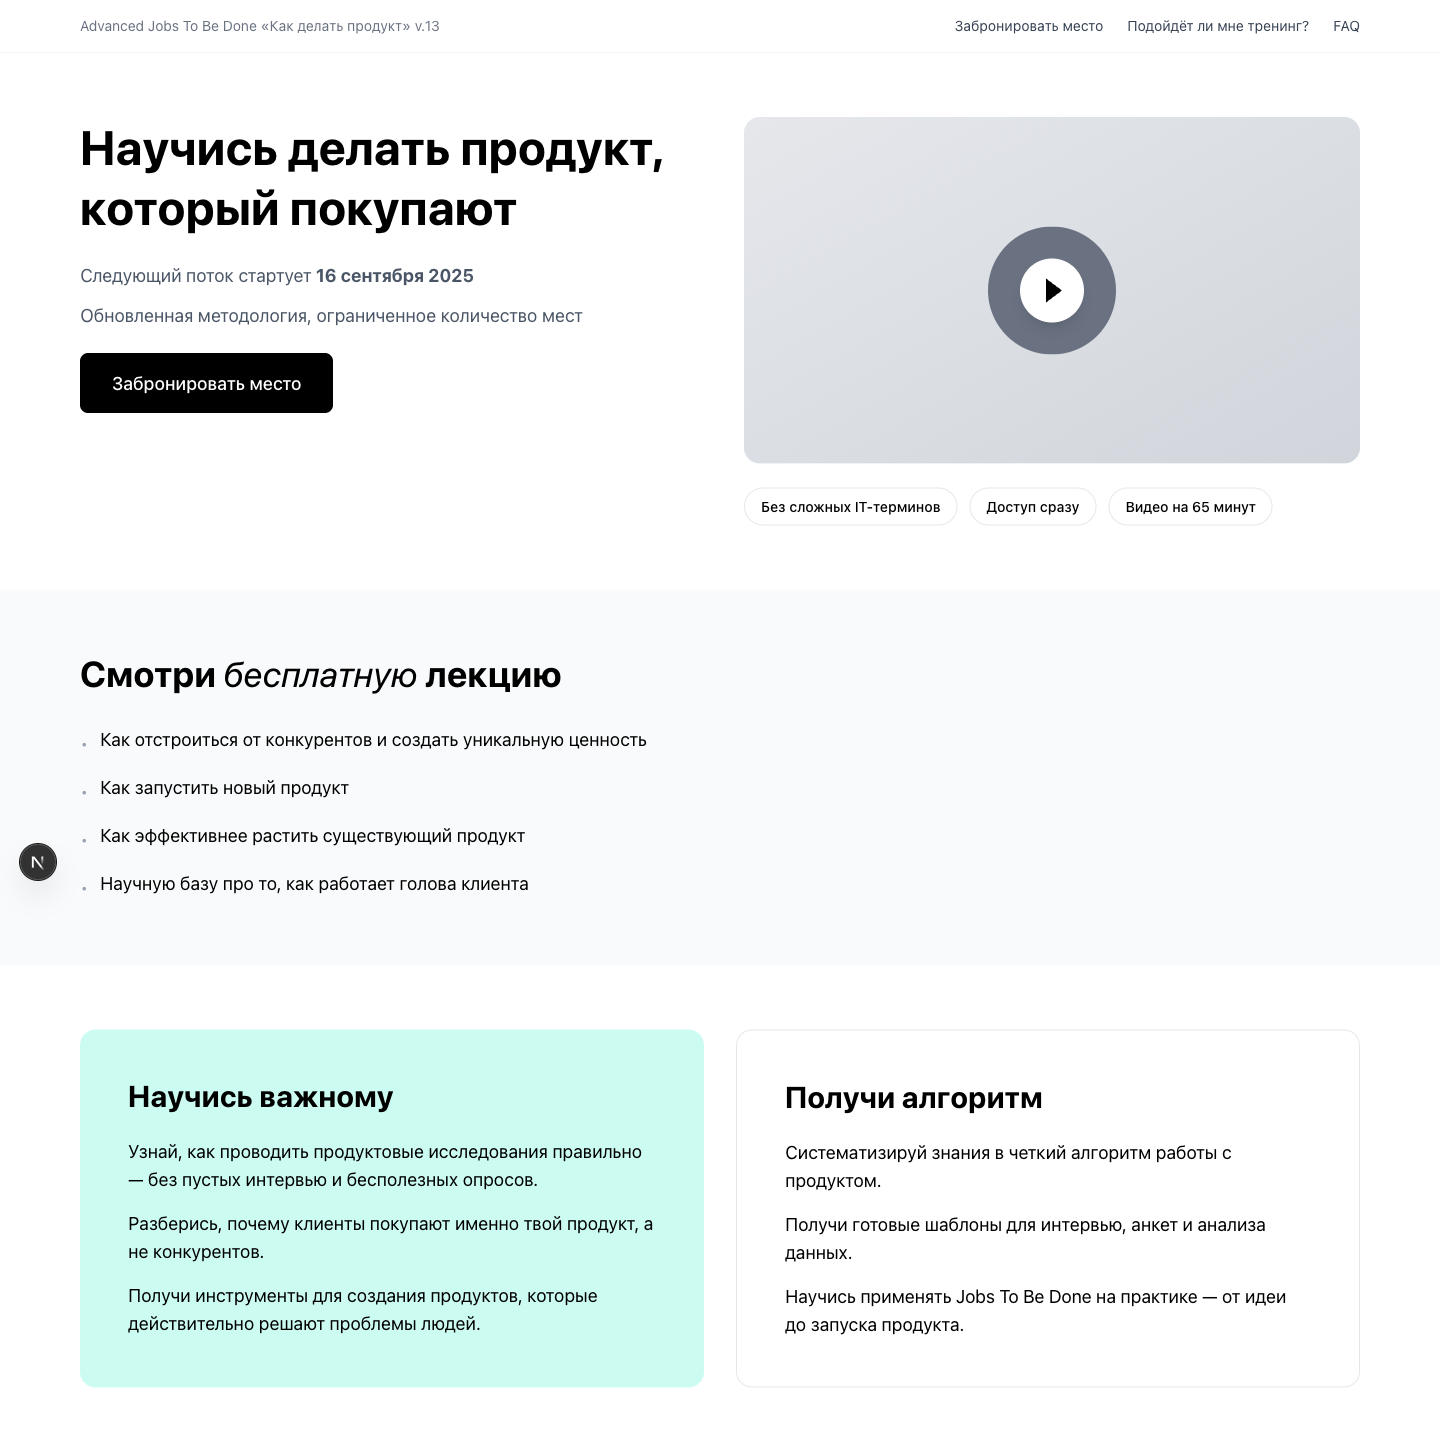 Advanced Jobs To Be Done «Как делать продукт» v.13
Забронировать место
Подойдёт ли мне тренинг?
FAQ
Научись делать продукт,
который покупают
Следующий поток стартует 16 сентября 2025
Обновленная методология, ограниченное количество мест
Забронировать место
Без сложных IT-терминов
Доступ сразу
Видео на 65 минут
Смотри бесплатную лекцию
• Как отстроиться от конкурентов и создать уникальную ценность
• Как запустить новый продукт
• Как эффективнее растить существующий продукт
• Научную базу про то, как работает голова клиента
N
Научись важному
Узнай, как проводить продуктовые исследования правильно
— без пустых интервью и бесполезных опросов.
Разберись, почему клиенты покупают именно твой продукт, а
не конкурентов.
Получи инструменты для создания продуктов, которые
действительно решают проблемы людей.
Получи алгоритм
Систематизируй знания в четкий алгоритм работы с
продуктом.
Получи готовые шаблоны для интервью, анкет и анализа
данных.
Научись применять Jobs To Be Done на практике — от идеи
до запуска продукта.